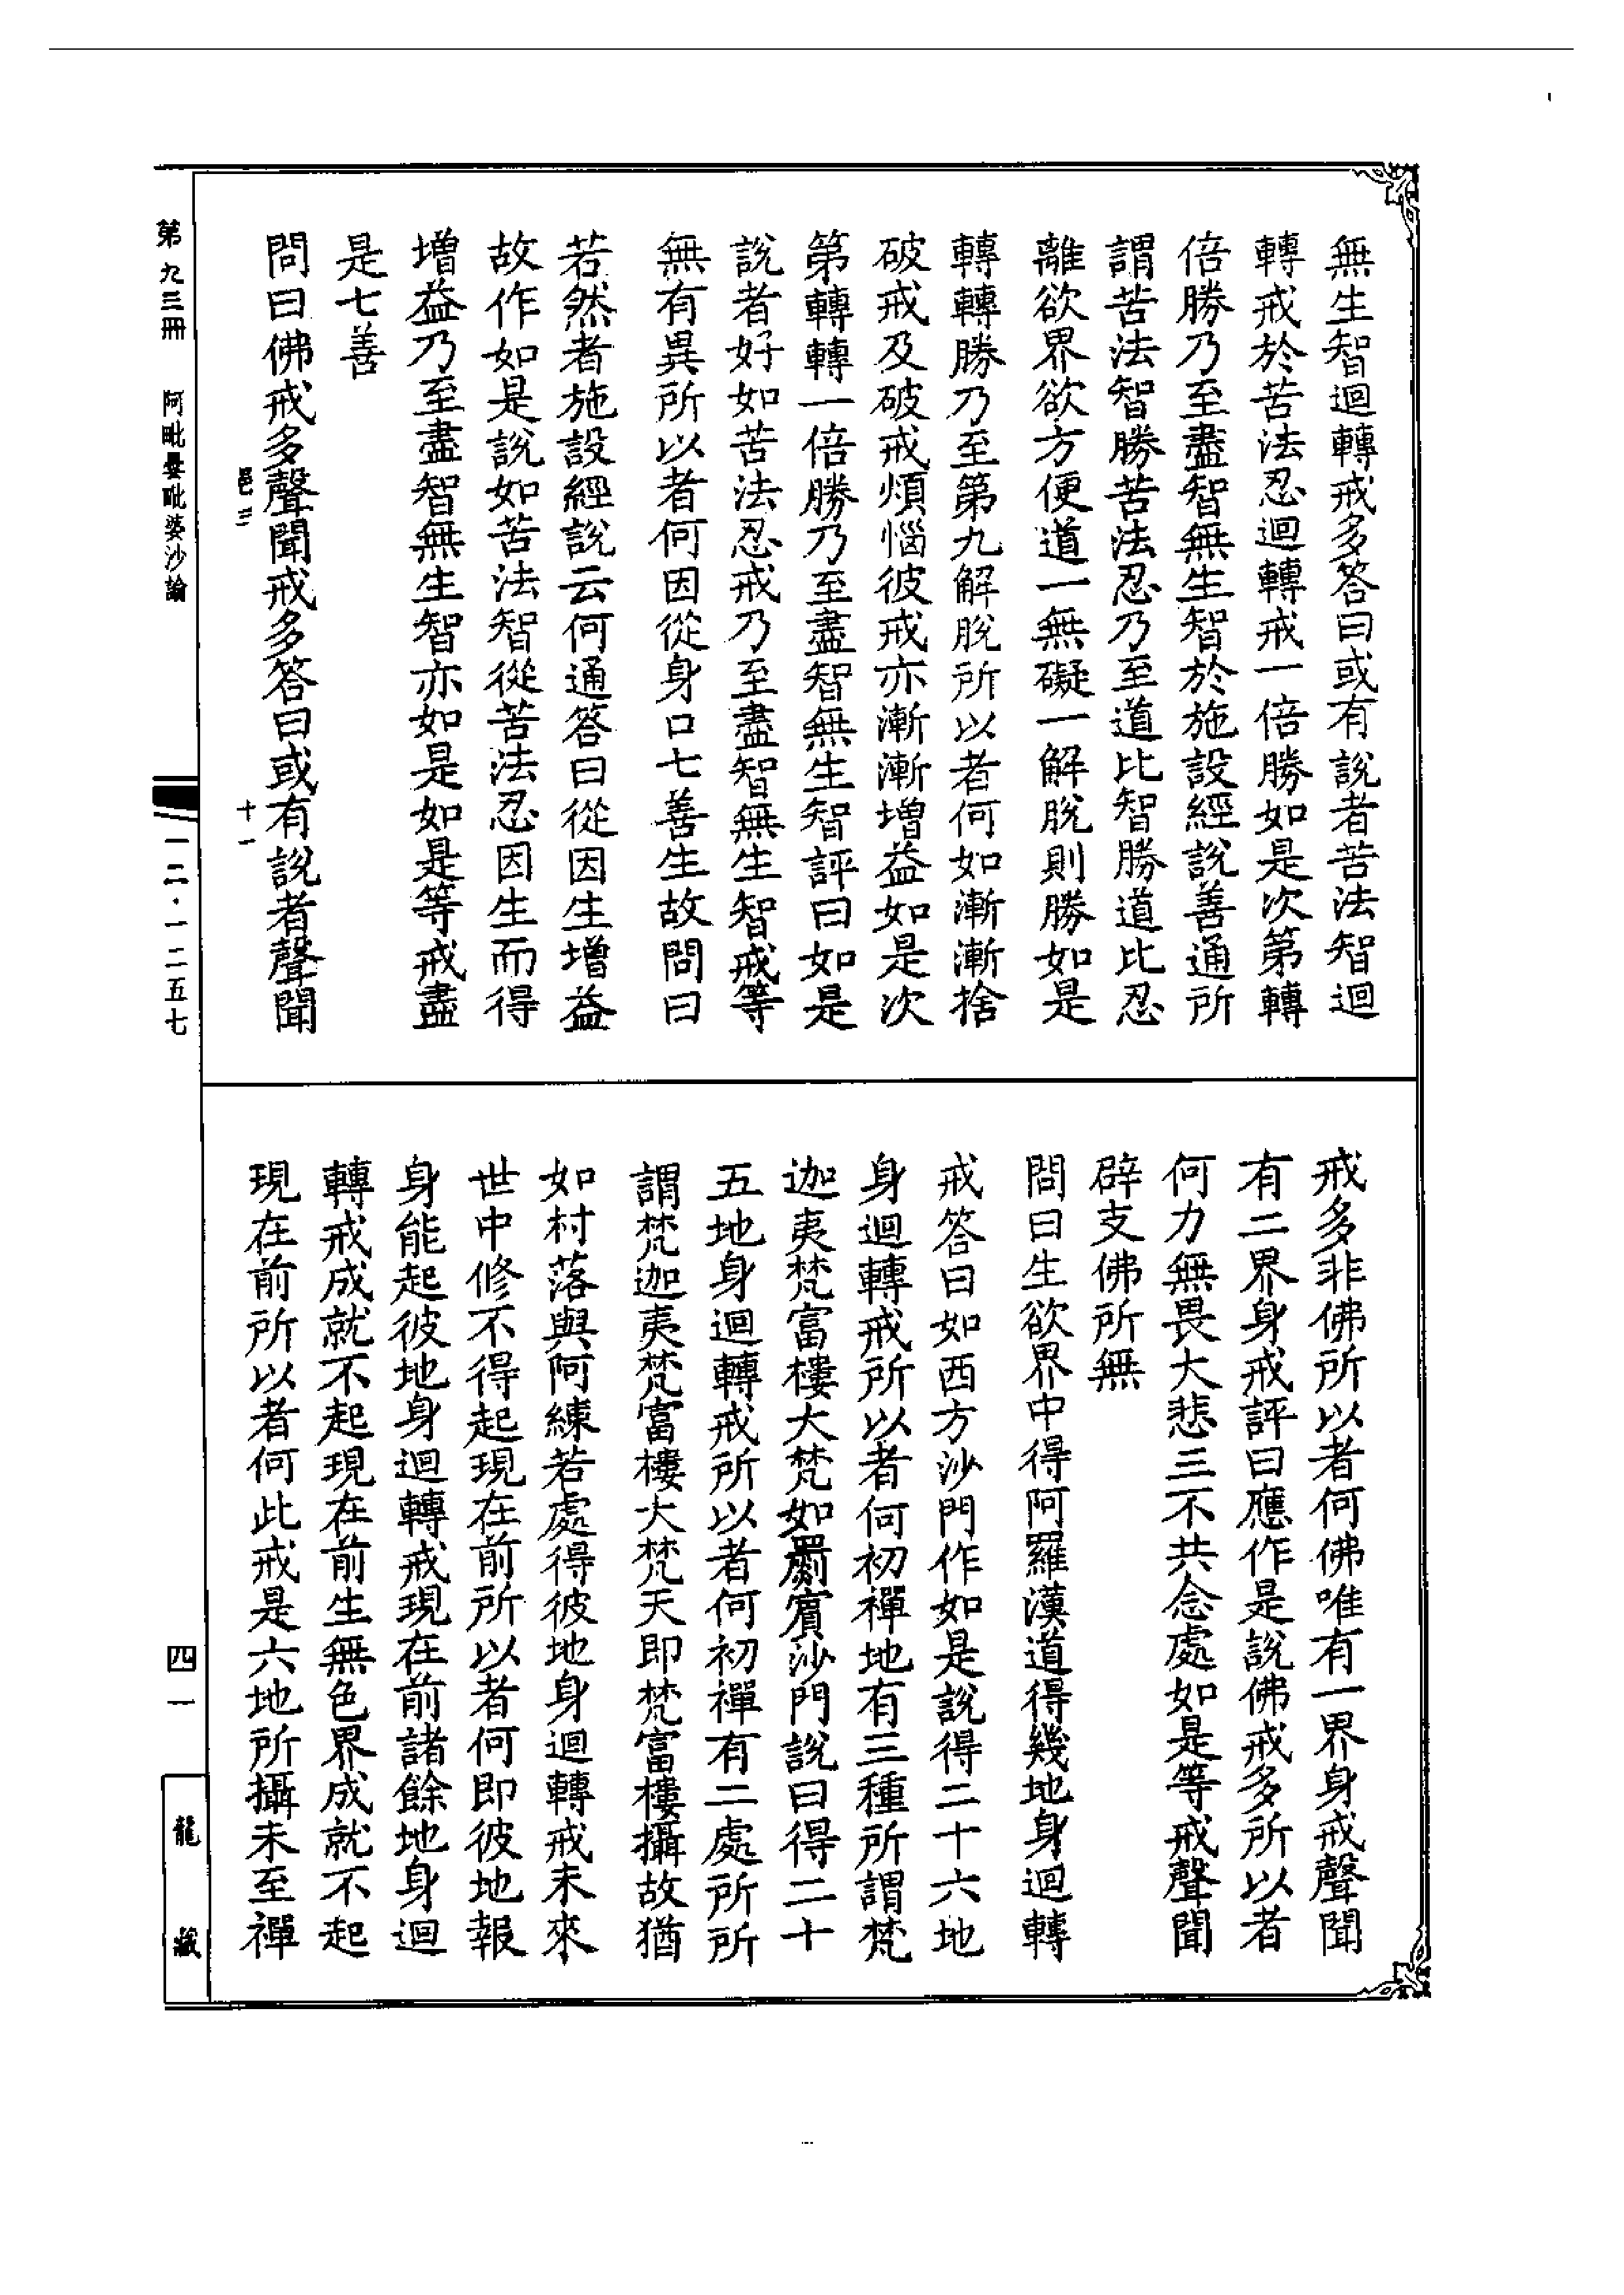 無生智迴轉戒多答曰或有說者苦法智迴
轉戒於苦法忍迴轉戒一倍勝如是次第轉
倍勝乃至盡智無生智於施設經說善通所
謂苦法智勝苦法忍乃至道比智勝道比忍
離欲界欲方便道一無礙一解脫則勝如是
轉轉勝乃至第九解脫所以者何如漸漸捨
破戒及破戒煩惱彼戒亦漸漸增益如是次
第轉轉一倍勝乃至盡智無生智評曰如是
說者好如苦法忍戒乃至盡智無生智戒等
無有異所以者何因從身口七善生故問曰
若然者施設經說云何通答曰從因生增益
故作如是說如苦法智從苦法忍因生而得
增益乃至盡智無生智亦如是如是等戒盡
是七善
問曰佛戒多聲聞戒多答曰或有說者聲聞
邑三 十一
戒多非佛所以者何佛唯有一界身戒聲聞
有二界身戒評曰應作是說佛戒多所以者
何力無畏大悲三不共念處如是等戒聲聞
辟支佛所無
問曰生欲界中得阿羅漢道得幾地身迴轉
戒答曰如西方沙門作如是說得二十六地
身迴轉戒所以者何初禪地有三種所謂梵
迦夷梵富樓大梵如罽賓沙門說曰得二十
五地身迴轉戒所以者何初禪有二處所所
謂梵迦夷梵富樓大梵天即梵富樓攝故猶
如村落與阿練若處得彼地身迴轉戒未來
世中修不得起現在前所以者何即彼地報
身能起彼地身迴轉戒現在前諸餘地身迴
轉戒成就不起現在前生無色界成就不起
現在前所以者何此戒是六地所攝未至禪
第九三冊 阿毗曇毗婆沙論
一二·一二五七
四一
龍藏